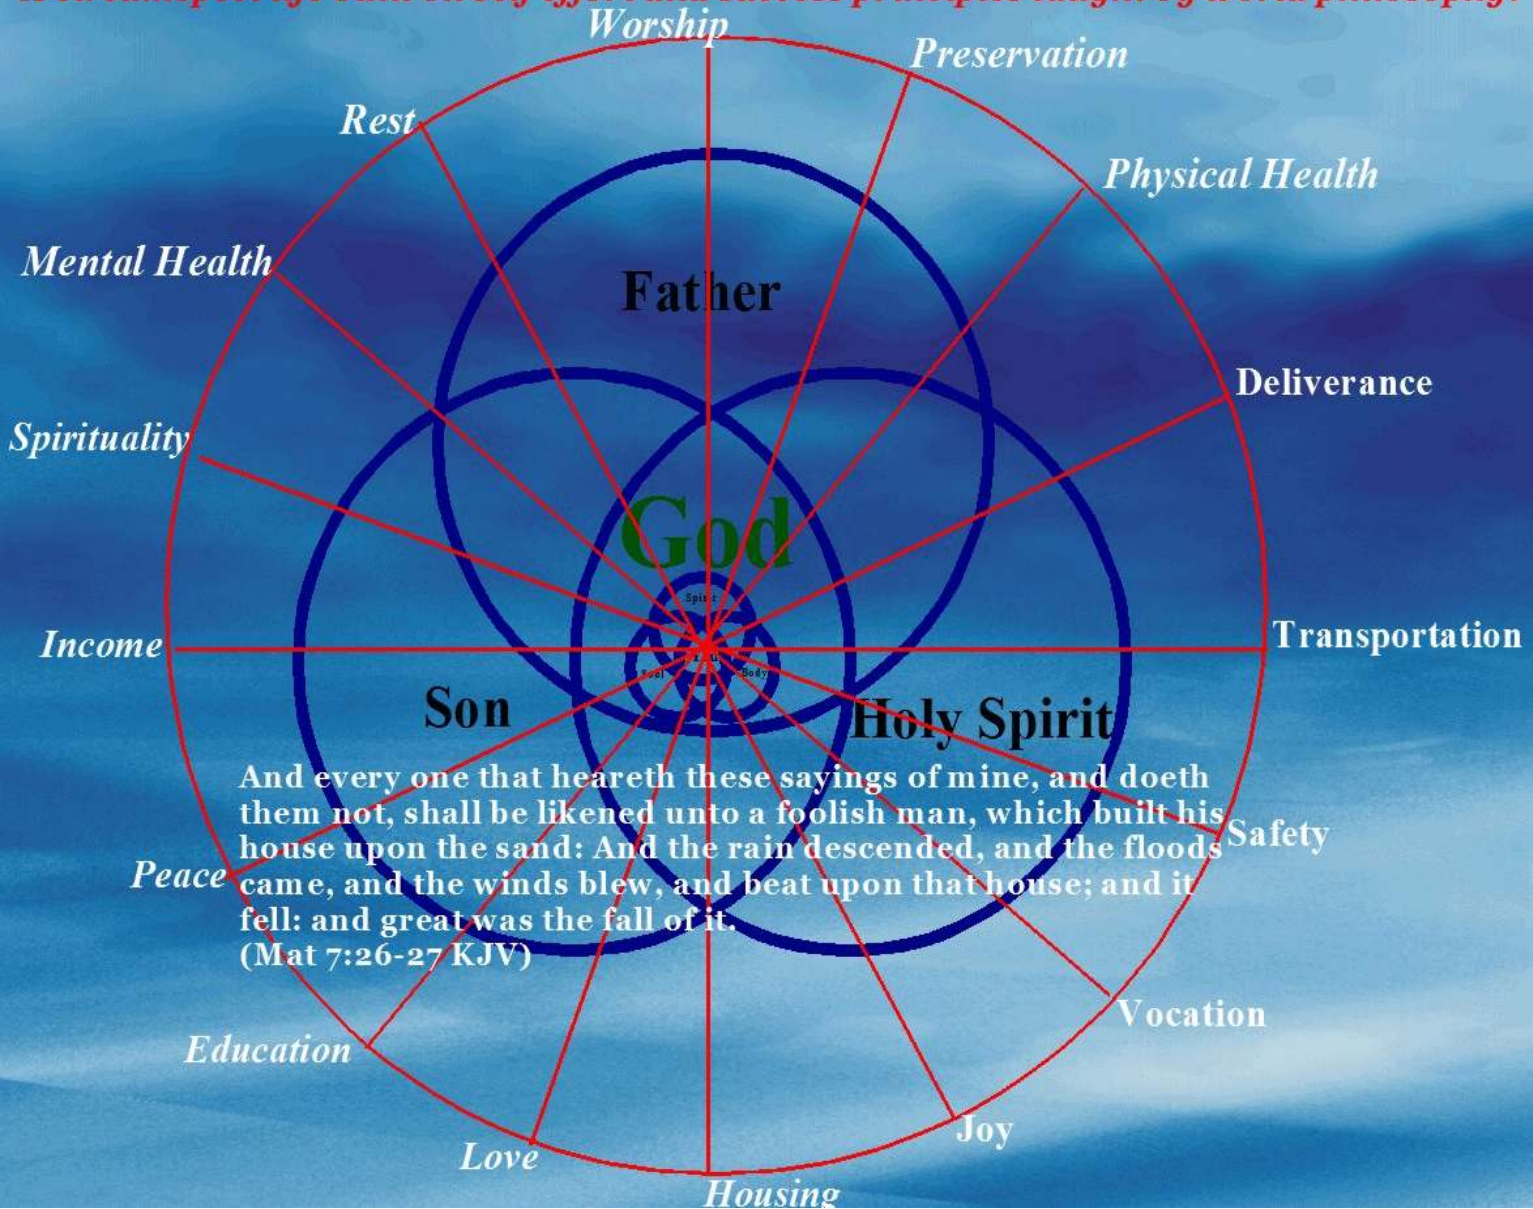 Worship
Preservation
Rest
Physical Health
Mental Health
Father
Deliverance
Spirituality
God
Spirit
Income
Transportation
Soul
Body
Son
Holy Spirit
And every one that heareth these sayings of mine, and doeth
them not, shall be likened unto a foolish man, which built his
house upon the sand: And the rain descended, and the floods
came, and the winds blew, and beat upon that house; and it
fell: and great was the fall of it.
(Mat 7:26-27 KJV)
Safety
Peace
Vocation
Education
Joy
Love
Housing